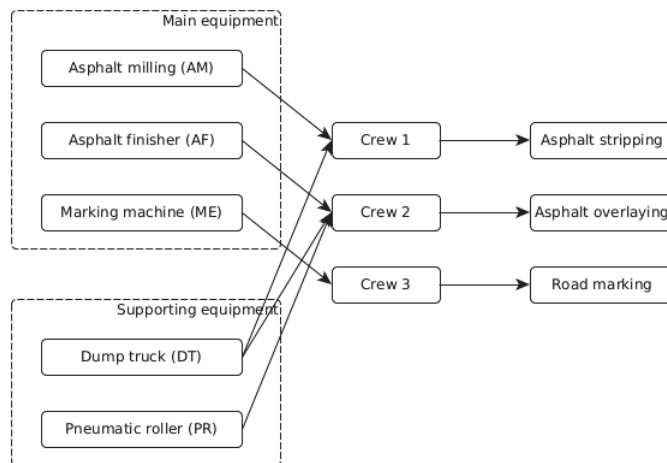 Main equipment
Asphalt milling (AM)
Asphalt finisher (AF)
Crew 1
Asphalt stripping
Marking machine (ME)
Crew 2
Asphalt overlaying
Crew 3
Road marking
Supporting equipment
Dump truck (DT)
Pneumatic roller (PR)